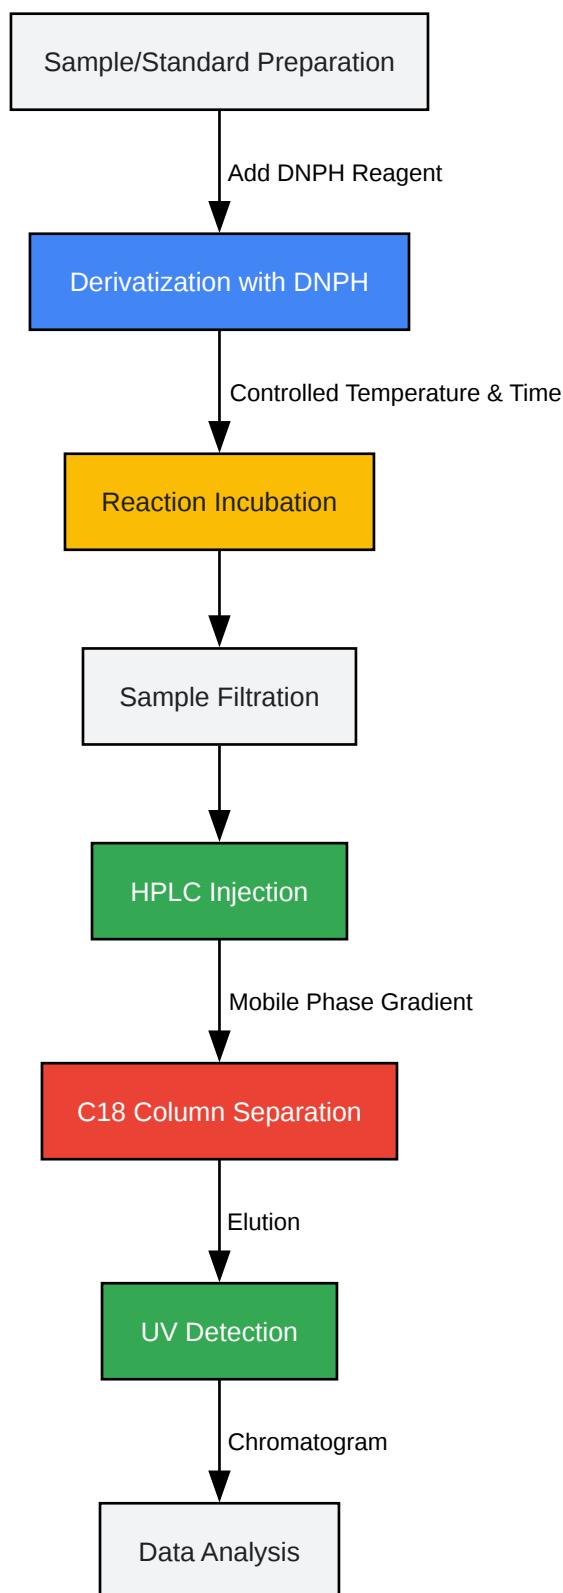 Sample/Standard Preparation
Add DNPH Reagent
Derivatization with DNPH
Controlled Temperature & Time
Reaction Incubation
Sample Filtration
HPLC Injection
Mobile Phase Gradient
C18 Column Separation
Elution
UV Detection
Chromatogram
Data Analysis